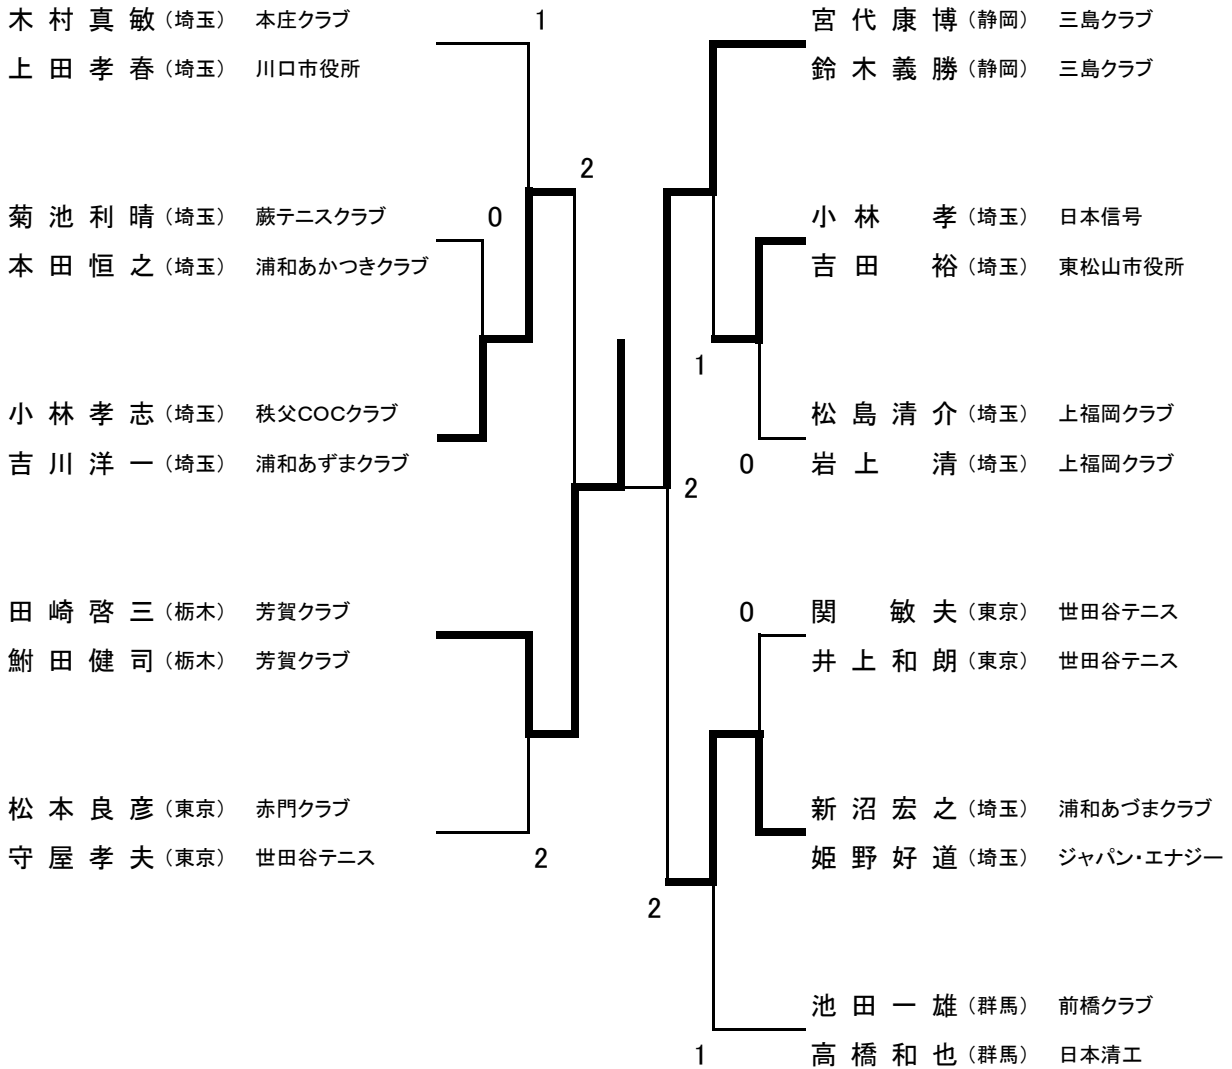 木村真敏（埼玉） 本庄クラブ
上田孝春（埼玉） 川口市役所
1
2
菊池利晴（埼玉） 蕨テニスクラブ
0
本田恒之（埼玉） 浦和あかつきクラブ
小林孝志（埼玉） 秩父COCクラブ
吉川洋一（埼玉） 浦和あずまクラブ
田崎啓三（栃木） 芳賀クラブ
鮒田健司（栃木） 芳賀クラブ
松本良彦（東京） 赤門クラブ
守屋孝夫（東京） 世田谷テニス
2
宮代康博（静岡） 三島クラブ
鈴木義勝（静岡） 三島クラブ
小林　孝（埼玉） 日本信号
吉田　裕（埼玉） 東松山市役所
1
松島清介（埼玉） 上福岡クラブ
0
岩上　清（埼玉） 上福岡クラブ
2
0
関　敏夫（東京） 世田谷テニス
井上和朗（東京） 世田谷テニス
新沼宏之（埼玉） 浦和あづまクラブ
姫野好道（埼玉） ジャパン・エナジー
2
池田一雄（群馬） 前橋クラブ
1
高橋和也（群馬） 日本清工